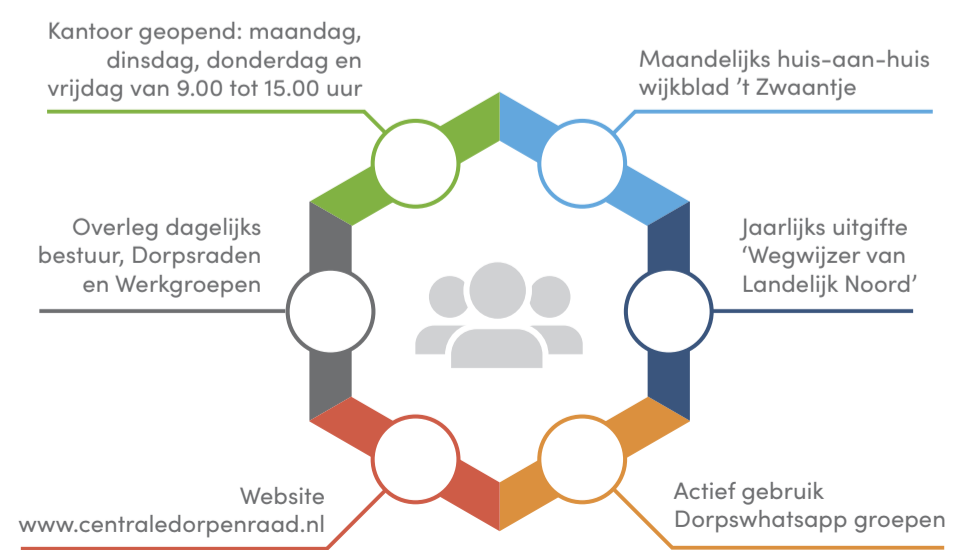 Kantoor geopend: maandag,
dinsdag, donderdag en
vrijdag van 9.00 tot 15.00 uur
Maandelijks huis-aan-huis
wijkblad ’t Zwaantje
Overleg dagelijks
bestuur, Dorpsraden
en Werkgroepen
Jaarlijks uitgifte
‘Wegwijzer van
Landelijk Noord’
Website
www.centraledorpenraad.nl
Actief gebruik
Dorpswhatsapp groepen